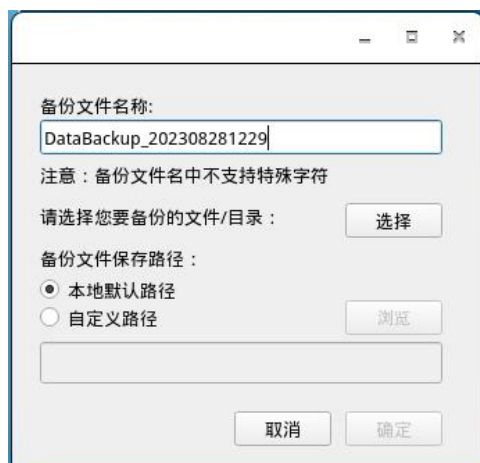 备份文件名称:
DataBackup_202308281229
注意：备份文件名中不支持特殊字符
请选择您要备份的文件/目录： 选择
备份文件保存路径：
本地默认路径
自定义路径 浏览
取消 确定